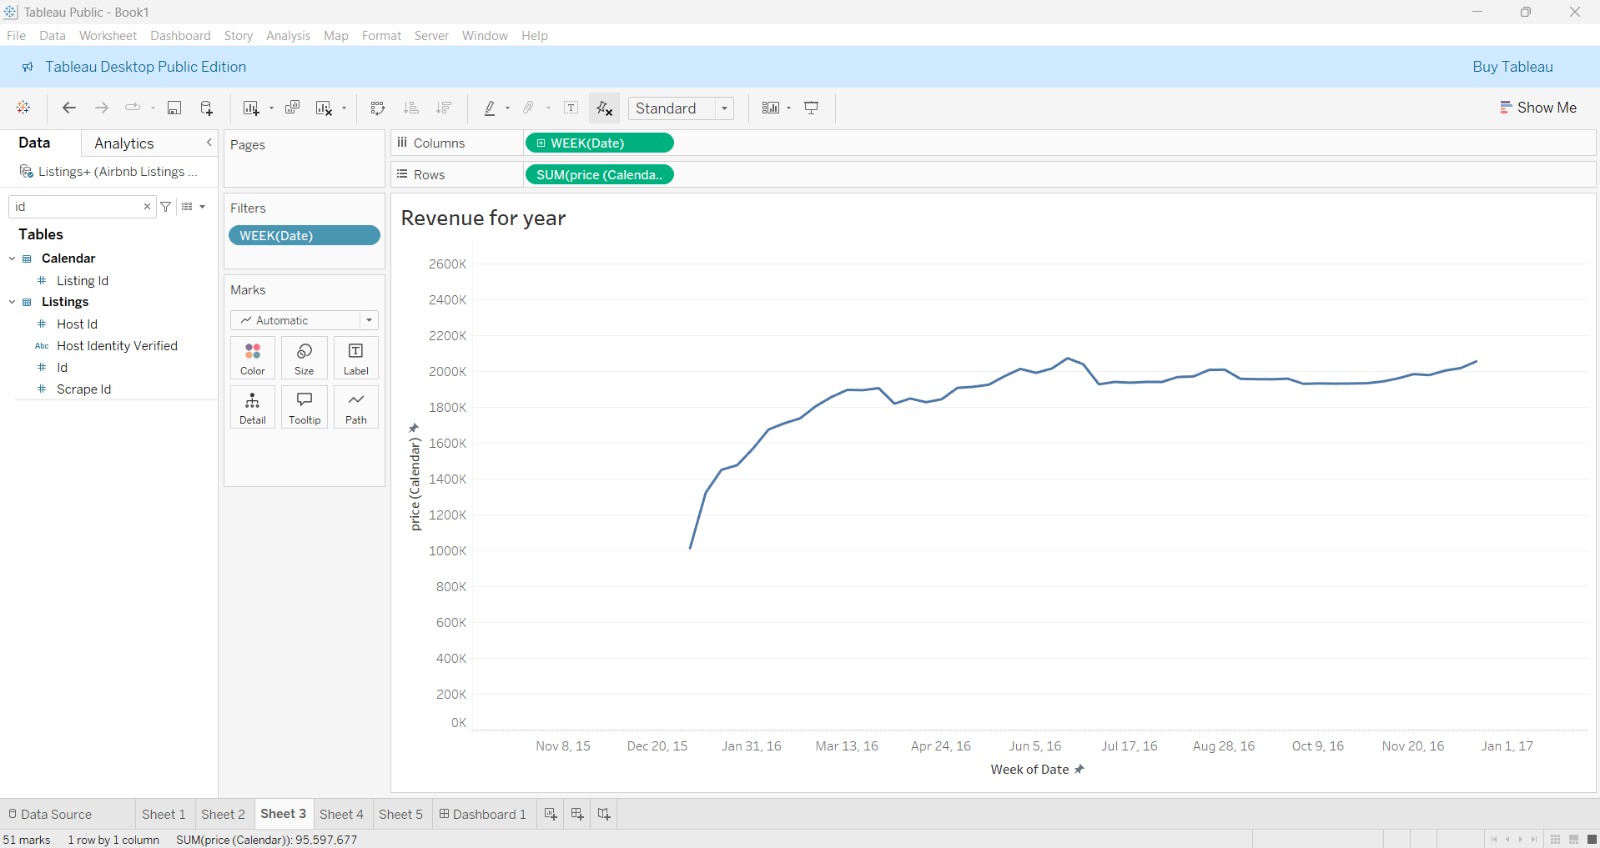 Tableau Public - Book1
File Data Worksheet Dashboard Story Analysis Map Format Server Window Help
Tableau Desktop Public Edition
Buy Tableau
Standard
Show Me
Data Analytics
Listings+ (Airbnb Listings ...
id
Tables
Calendar
Listing Id
Listings
Host Id
Abc Host Identity Verified
Id
Scrape Id
Pages
Filters
WEEK(Date)
Marks
Automatic
Color Size Label
Detail Tooltip Path
Columns WEEK(Date)
Rows SUM(price (Calenda..
Revenue for year
2600K
2400K
2200K
2000K
1800K
1600K
1400K
1200K
1000K
800K
600K
400K
200K
0K
price (Calendar)
Nov 8, 15 Dec 20, 15 Jan 31, 16 Mar 13, 16 Apr 24, 16 Jun 5, 16 Jul 17, 16 Aug 28, 16 Oct 9, 16 Nov 20, 16 Jan 1, 17
Week of Date
Data Source Sheet 1 Sheet 2 Sheet 3 Sheet 4 Sheet 5 Dashboard 1
51 marks 1 row by 1 column SUM(price (Calendar)): 95,597,677